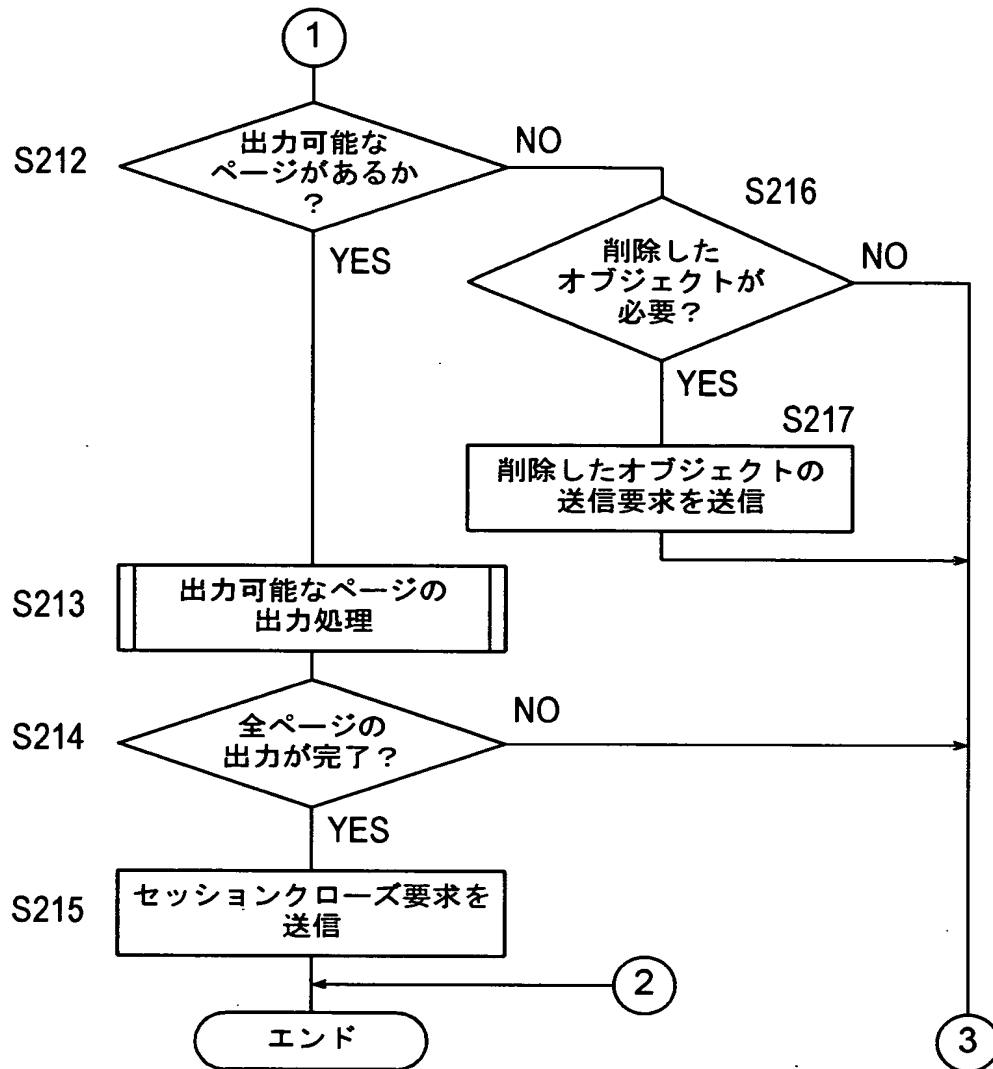 1
S212
出力可能な
ページがあるか
?
NO
YES
S216
削除した
オブジェクトが
必要?
NO
YES
S217
削除したオブジェクトの
送信要求を送信
S213
出力可能なページの
出力処理
S214
全ページの
出力が完了?
NO
YES
S215
セッションクローズ要求を
送信
2
エンド
3